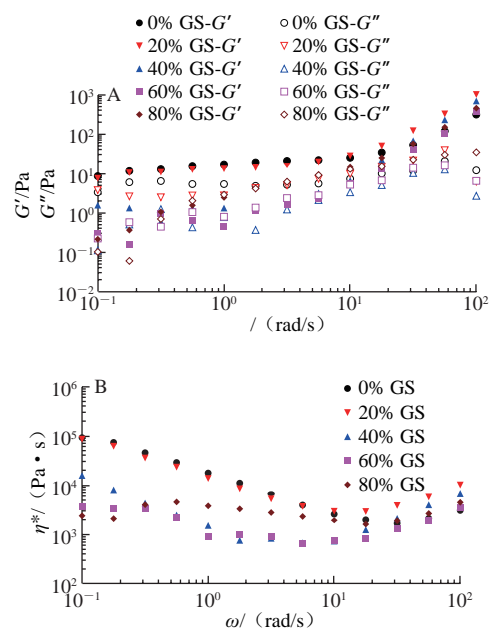 0% GS-G′ 0% GS-G″
20% GS-G′ 20% GS-G″
40% GS-G′ 40% GS-G″
60% GS-G′ 60% GS-G″
80% GS-G′ 80% GS-G″
A
G′/Pa
G″/Pa
10³
10²
10¹
10⁰
10⁻¹
10⁻²
10⁻¹ 10⁰ 10¹ 10²
/（rad/s）
B
0% GS
20% GS
40% GS
60% GS
80% GS
η*/（Pa·s）
10⁶
10⁵
10⁴
10³
10²
10⁻¹ 10⁰ 10¹ 10²
ω/（rad/s）